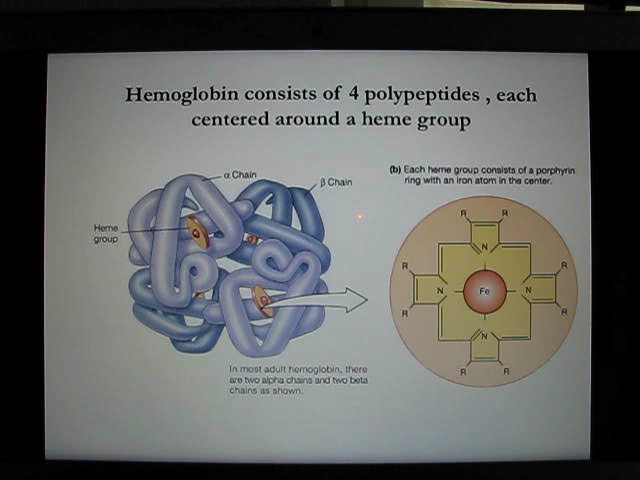 Hemoglobin consists of 4 polypeptides , each
centered around a heme group
α Chain
β Chain
Heme
group
In most adult hemoglobin, there
are two alpha chains and two beta
chains as shown.
(b) Each heme group consists of a porphyrin
ring with an iron atom in the center.
R R
N
R R
N Fe N
R R
N
R R